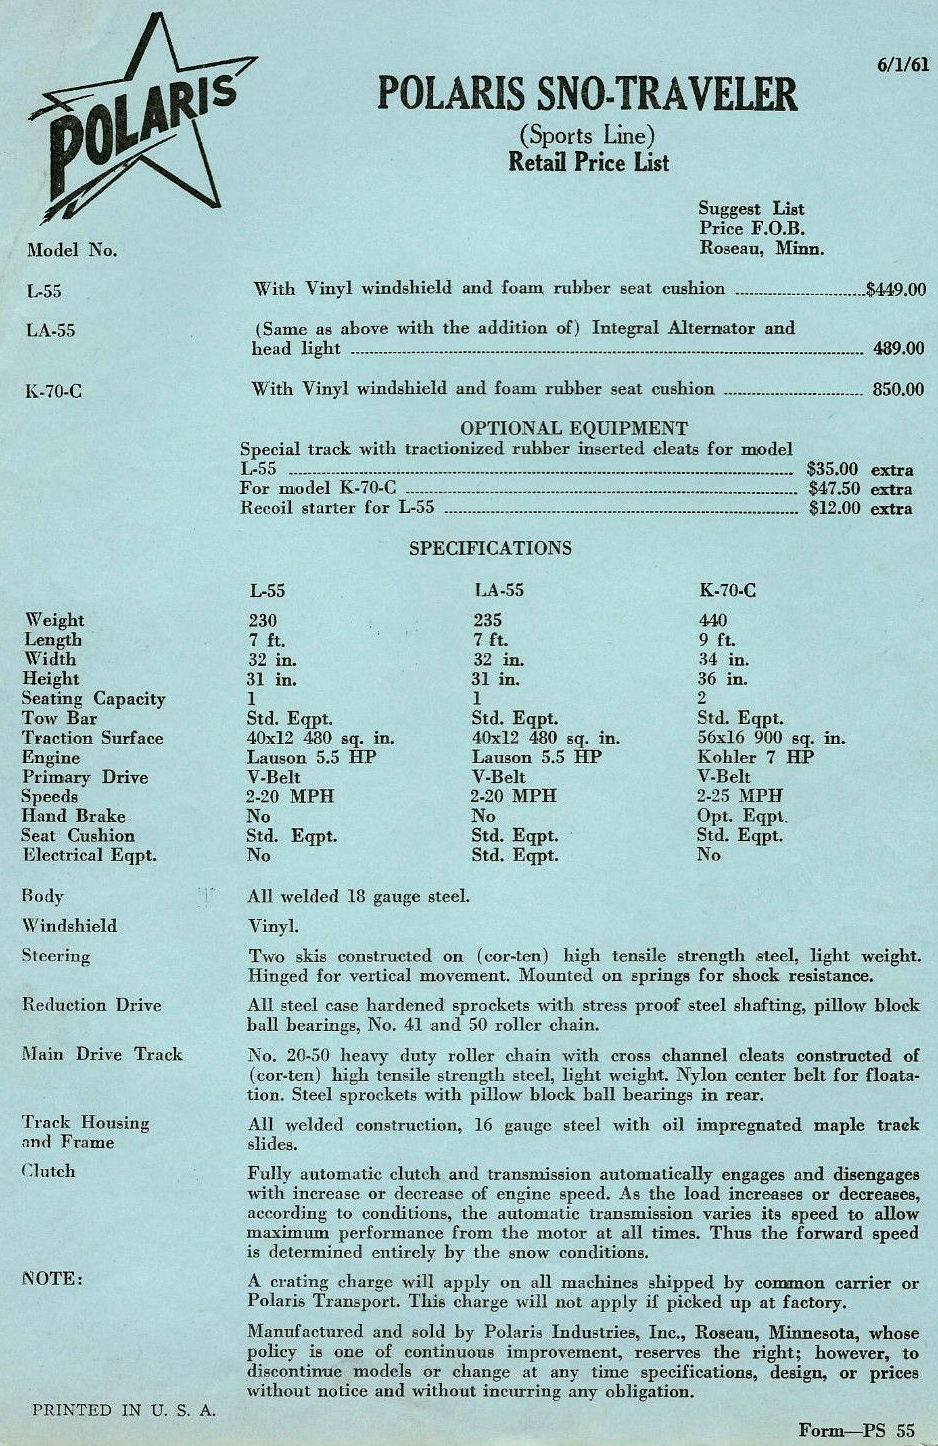 POLARIS
6/1/61
POLARIS SNO-TRAVELER
(Sports Line)
Retail Price List
Suggest List
Price F.O.B.
Roseau, Minn.
Model No.
L-55 With Vinyl windshield and foam rubber seat cushion ............................$449.00
LA-55 (Same as above with the addition of) Integral Alternator and
head light ............................ 489.00
K-70-C With Vinyl windshield and foam rubber seat cushion ............................ 850.00
OPTIONAL EQUIPMENT
Special track with tractionized rubber inserted cleats for model
L-55 ............................ $35.00 extra
For model K-70-C ............................ $47.50 extra
Recoil starter for L-55 ............................ $12.00 extra
SPECIFICATIONS
L-55 LA-55 K-70-C
Weight 230 235 440
Length 7 ft. 7 ft. 9 ft.
Width 32 in. 32 in. 34 in.
Height 31 in. 31 in. 36 in.
Seating Capacity 1 1 2
Tow Bar Std. Eqpt. Std. Eqpt. Std. Eqpt.
Traction Surface 40x12 480 sq. in. 40x12 480 sq. in. 56x16 900 sq. in.
Engine Lauson 5.5 HP Lauson 5.5 HP Kohler 7 HP
Primary Drive V-Belt V-Belt V-Belt
Speeds 2-20 MPH 2-20 MPH 2-25 MPH
Hand Brake No No Opt. Eqpt.
Seat Cushion Std. Eqpt. Std. Eqpt. Std. Eqpt.
Electrical Eqpt. No Std. Eqpt. No
Body All welded 18 gauge steel.
Windshield Vinyl.
Steering Two skis constructed on (cor-ten) high tensile strength steel, light weight.
Hinged for vertical movement. Mounted on springs for shock resistance.
Reduction Drive All steel case hardened sprockets with stress proof steel shafting, pillow block
ball bearings, No. 41 and 50 roller chain.
Main Drive Track No. 20-50 heavy duty roller chain with cross channel cleats constructed of
(cor-ten) high tensile strength steel, light weight. Nylon center belt for floata-
tion. Steel sprockets with pillow block ball bearings in rear.
Track Housing All welded construction, 16 gauge steel with oil impregnated maple track
and Frame slides.
Clutch Fully automatic clutch and transmission automatically engages and disengages
with increase or decrease of engine speed. As the load increases or decreases,
according to conditions, the automatic transmission varies its speed to allow
maximum performance from the motor at all times. Thus the forward speed
is determined entirely by the snow conditions.
NOTE: A crating charge will apply on all machines shipped by common carrier or
Polaris Transport. This charge will not apply if picked up at factory.
Manufactured and sold by Polaris Industries, Inc., Roseau, Minnesota, whose
policy is one of continuous improvement, reserves the right; however, to
discontinue models or change at any time specifications, design, or prices
without notice and without incurring any obligation.
PRINTED IN U. S. A.
Form—PS 55